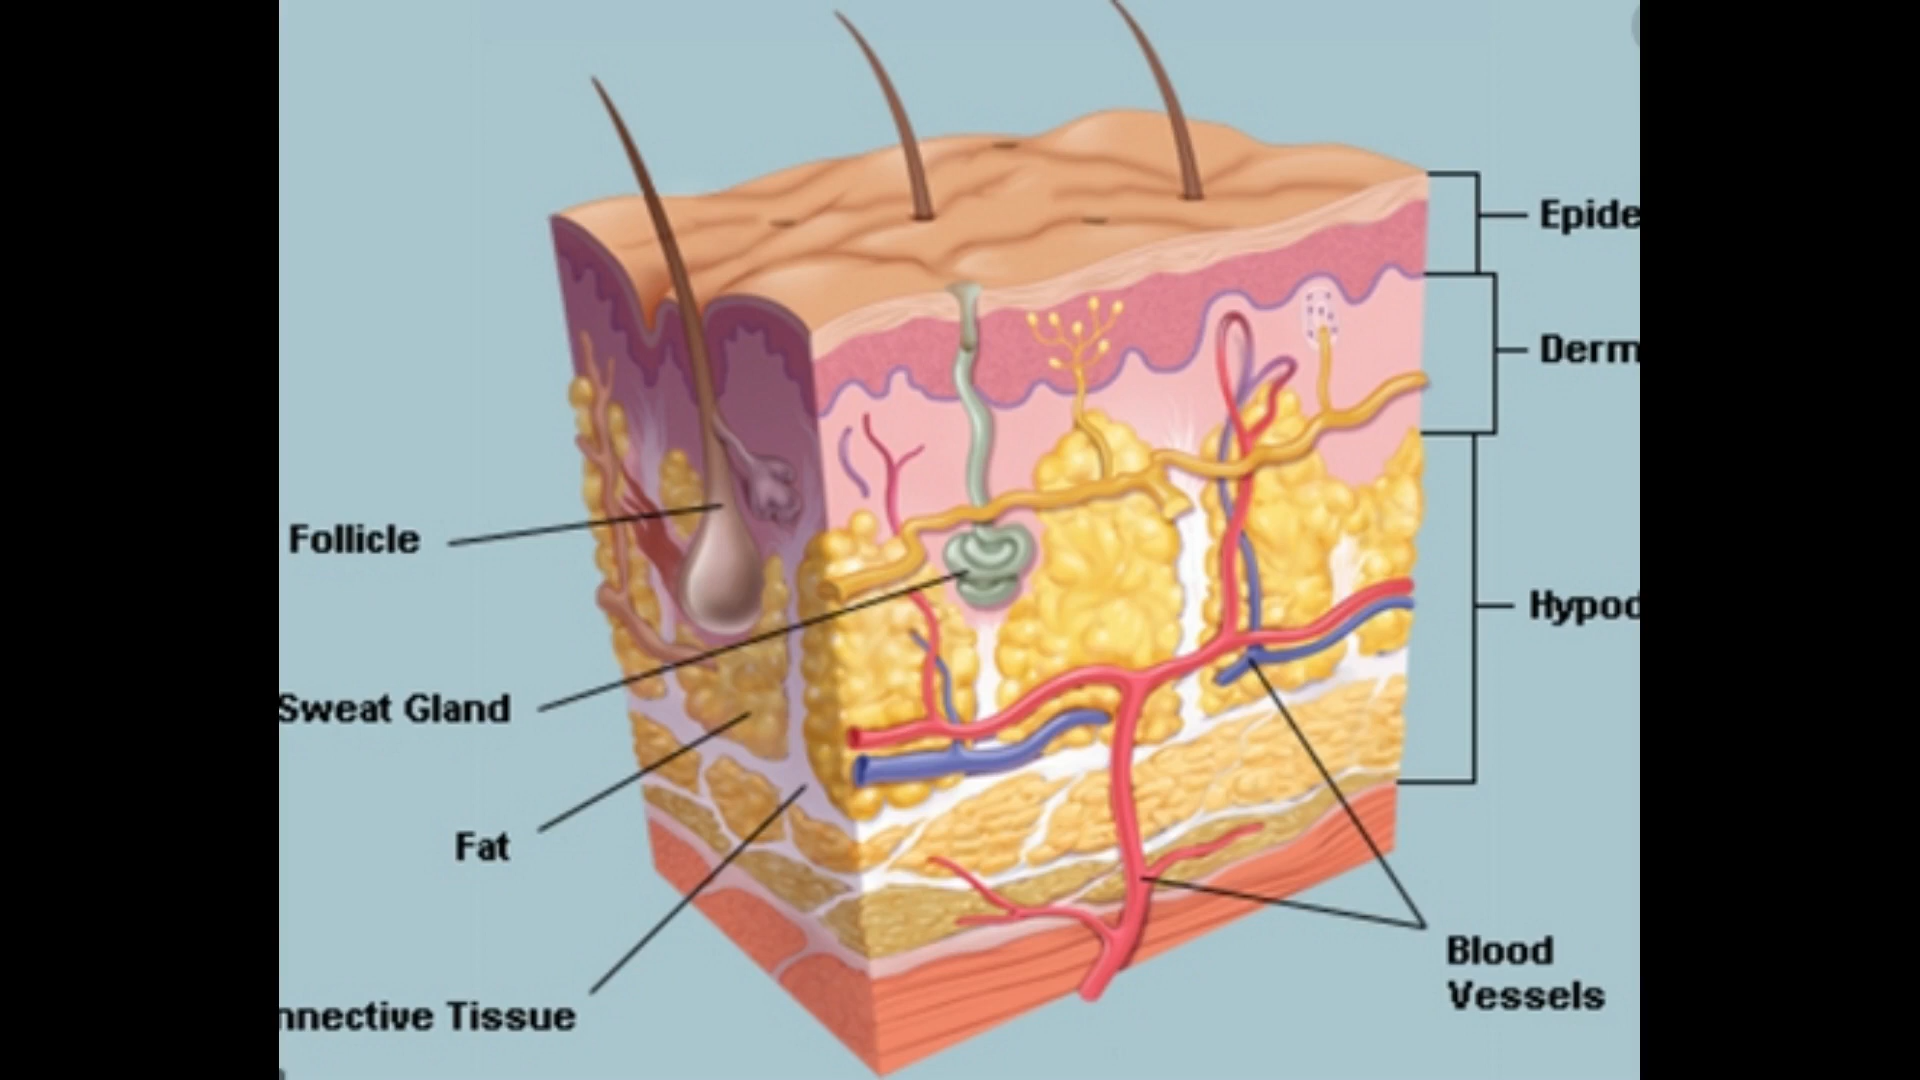 Epide
Derm
Follicle
Hypod
Sweat Gland
Fat
Blood
Vessels
nnective Tissue